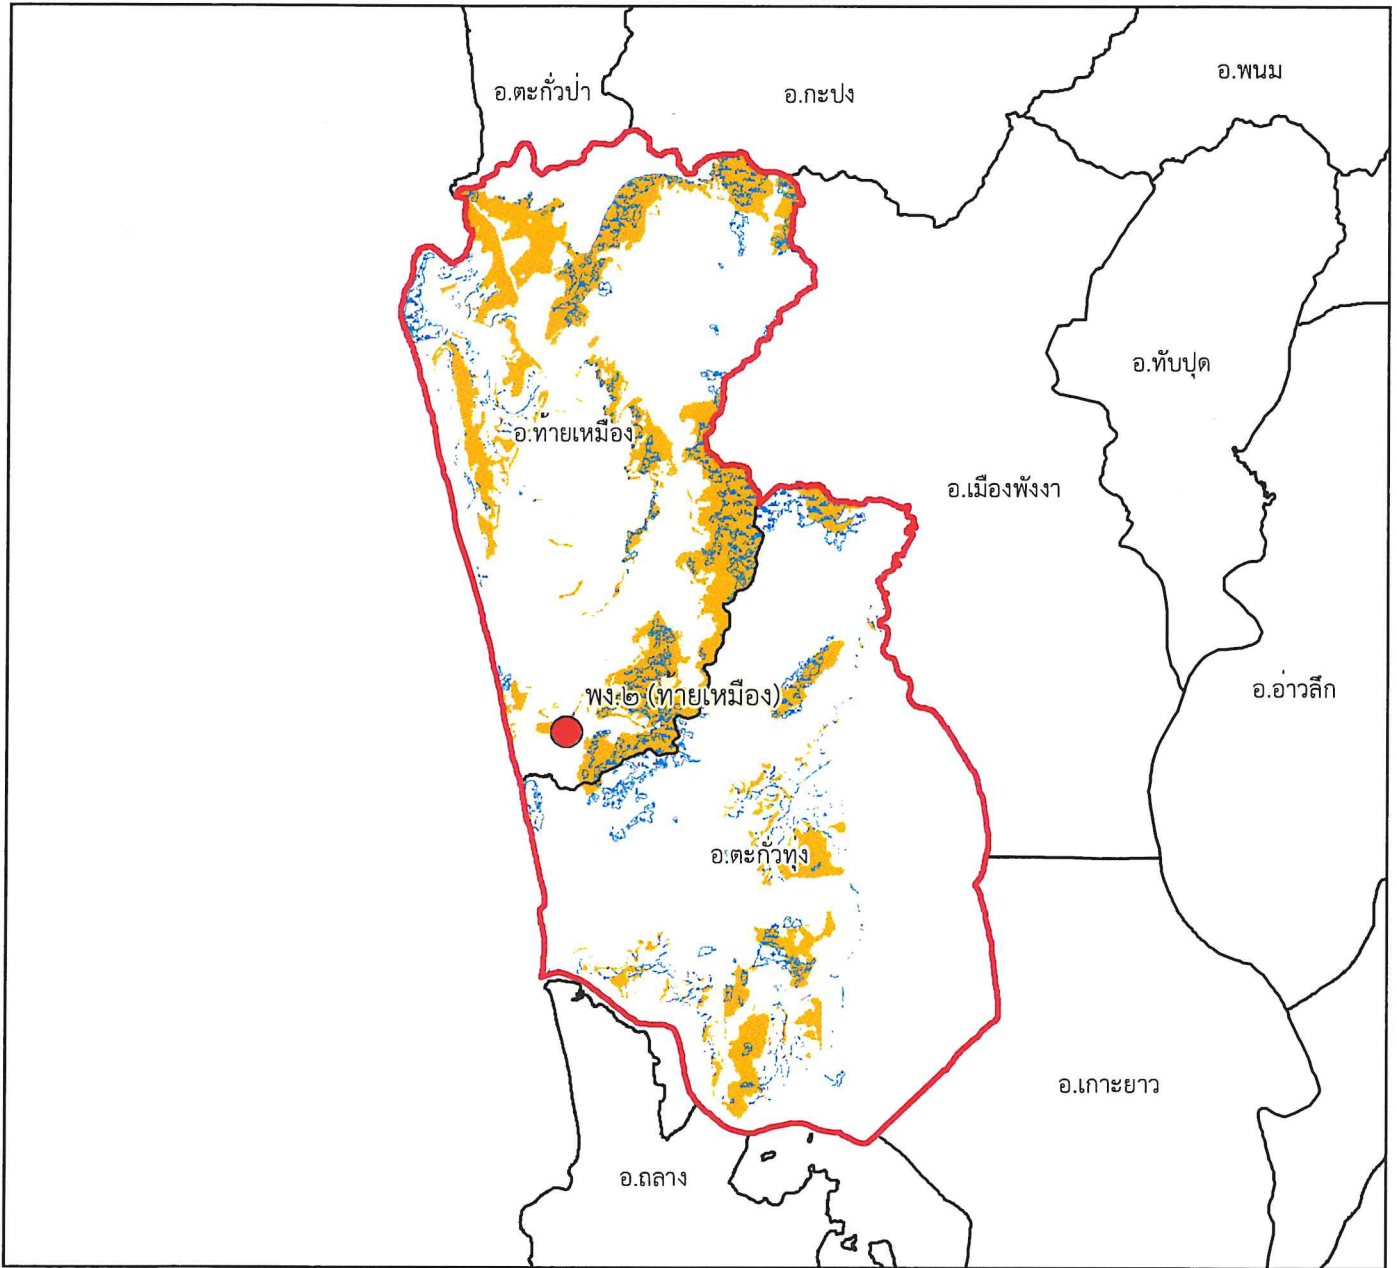 อ.พนม
อ.ตะกั่วป่า
อ.กะปง
อ.ทับปุด
อ.ท้ายเหมือง
อ.เมืองพังงา
อ.อ่าวลึก
พง.๒ (ท้ายเหมือง)
อ.ตะกั่วทุ่ง
อ.เกาะยาว
อ.ถลาง